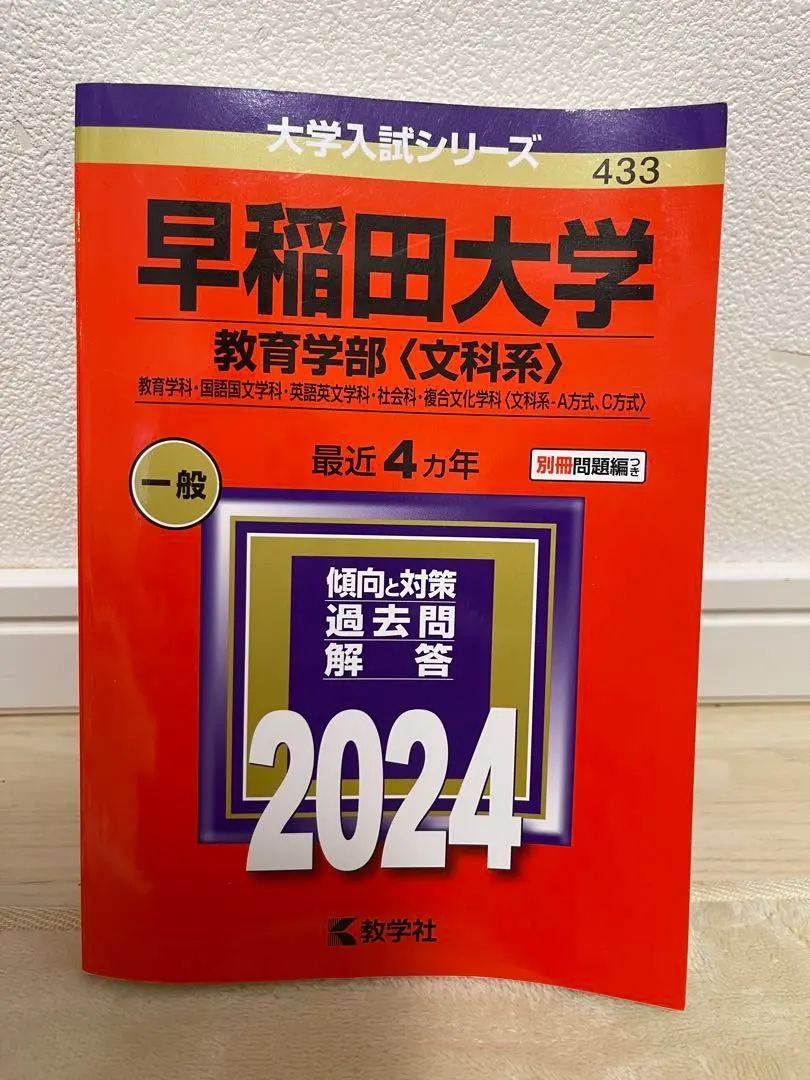 大学入試シリーズ
433
早稲田大学
教育学部〈文科系〉
教育学科・国語国文学科・英語英文学科・社会科・複合文化学科〈文科系-A方式、C方式〉
一般
最近4カ年
別冊問題編つき
傾向と対策
過去問
解答
2024
教学社